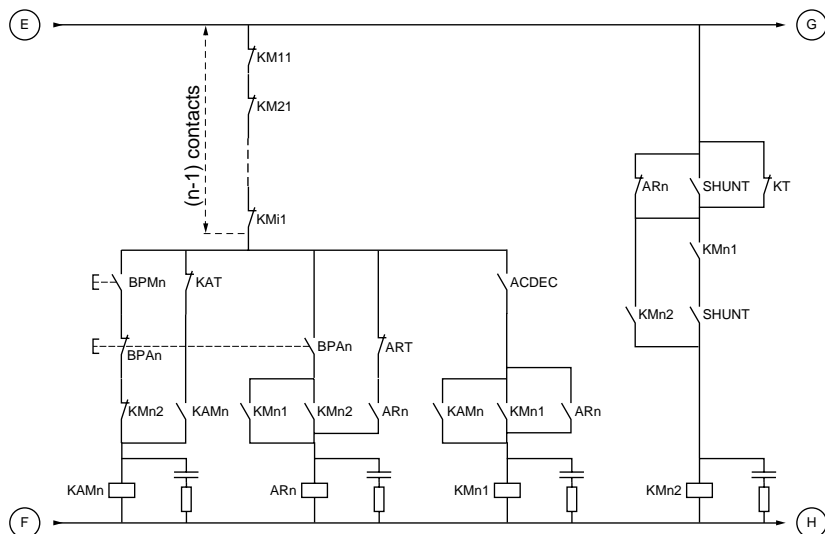 E
G
KM11
KM21
(n-1) contacts
KMi1
ARn
SHUNT
KT
KMn1
BPMn
KAT
ACDEC
KMn2
SHUNT
BPAn
BPAn
ART
KMn2
KAMn
KMn1
KMn2
ARn
KAMn
KMn1
ARn
KAMn
ARn
KMn1
KMn2
F
H